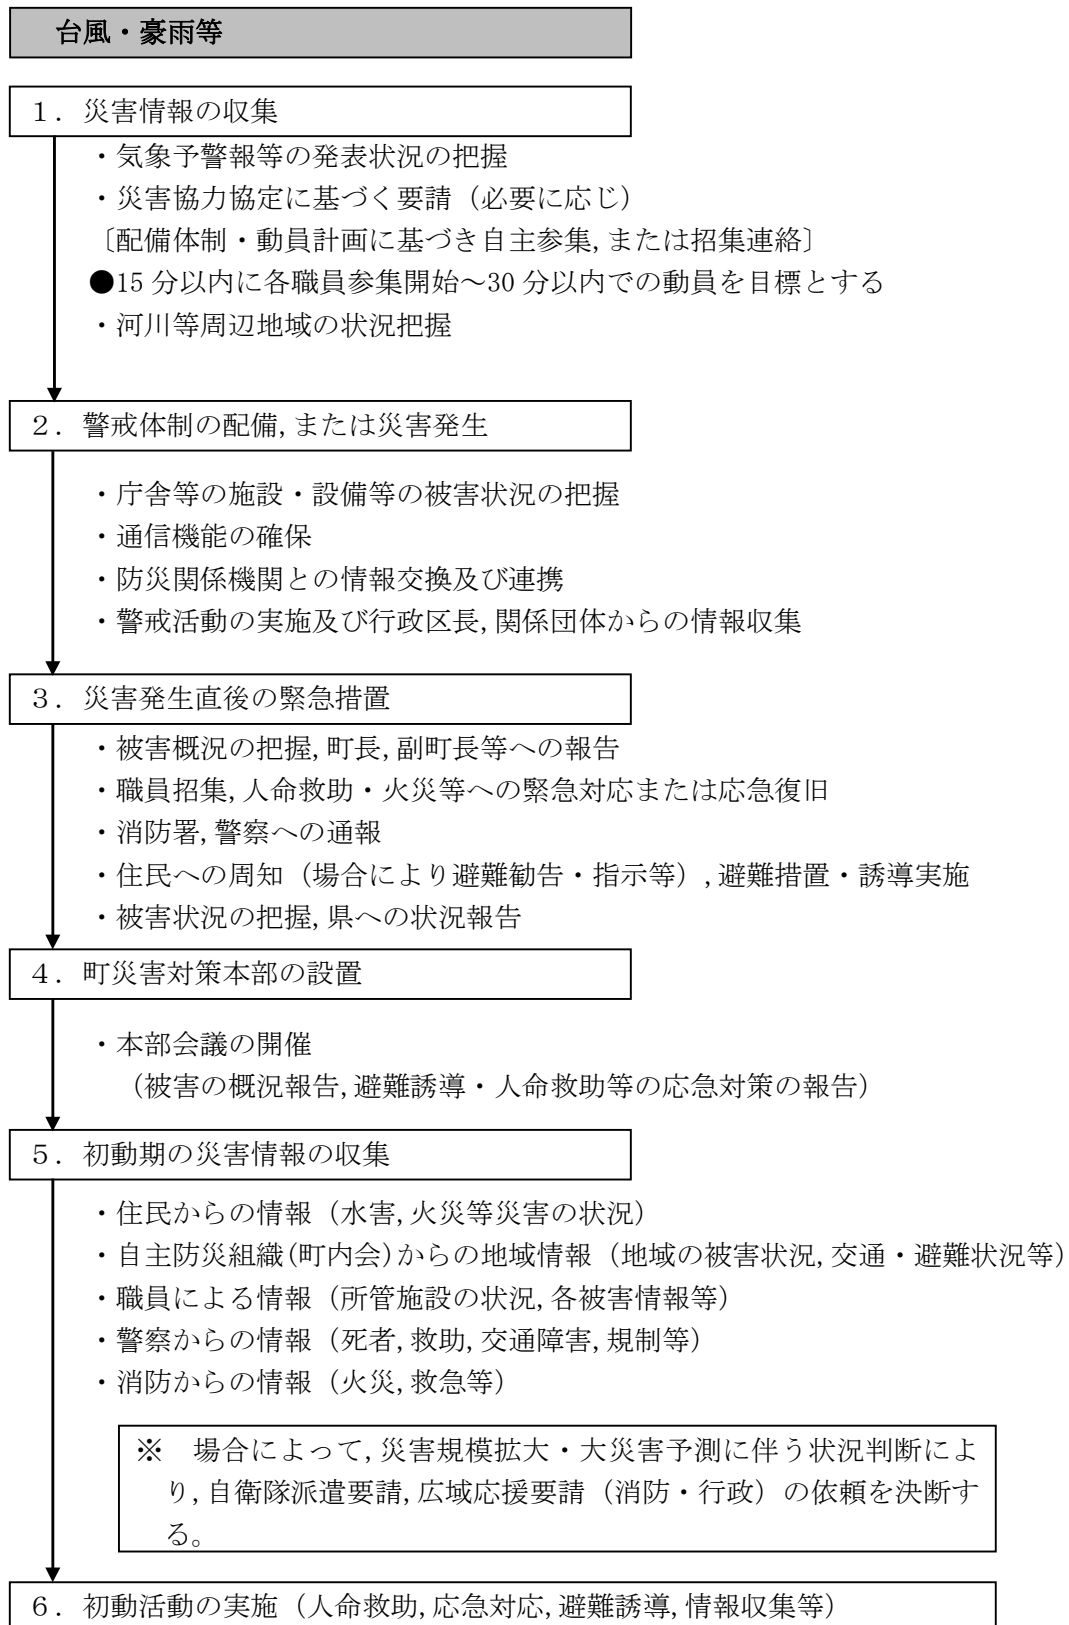 台風・豪雨等
１．災害情報の収集
・気象予警報等の発表状況の把握
・災害協力協定に基づく要請（必要に応じ）
〔配備体制・動員計画に基づき自主参集,または招集連絡〕
●15分以内に各職員参集開始～30分以内での動員を目標とする
・河川等周辺地域の状況把握
２．警戒体制の配備,または災害発生
・庁舎等の施設・設備等の被害状況の把握
・通信機能の確保
・防災関係機関との情報交換及び連携
・警戒活動の実施及び行政区長,関係団体からの情報収集
３．災害発生直後の緊急措置
・被害概況の把握,町長,副町長等への報告
・職員招集,人命救助・火災等への緊急対応または応急復旧
・消防署,警察への通報
・住民への周知（場合により避難勧告・指示等）,避難措置・誘導実施
・被害状況の把握,県への状況報告
４．町災害対策本部の設置
・本部会議の開催
（被害の概況報告,避難誘導・人命救助等の応急対策の報告）
５．初動期の災害情報の収集
・住民からの情報（水害,火災等災害の状況）
・自主防災組織(町内会)からの地域情報（地域の被害状況,交通・避難状況等）
・職員による情報（所管施設の状況,各被害情報等）
・警察からの情報（死者,救助,交通障害,規制等）
・消防からの情報（火災,救急等）
※　場合によって,災害規模拡大・大災害予測に伴う状況判断によ
り,自衛隊派遣要請,広域応援要請（消防・行政）の依頼を決断す
る。
６．初動活動の実施（人命救助,応急対応,避難誘導,情報収集等）